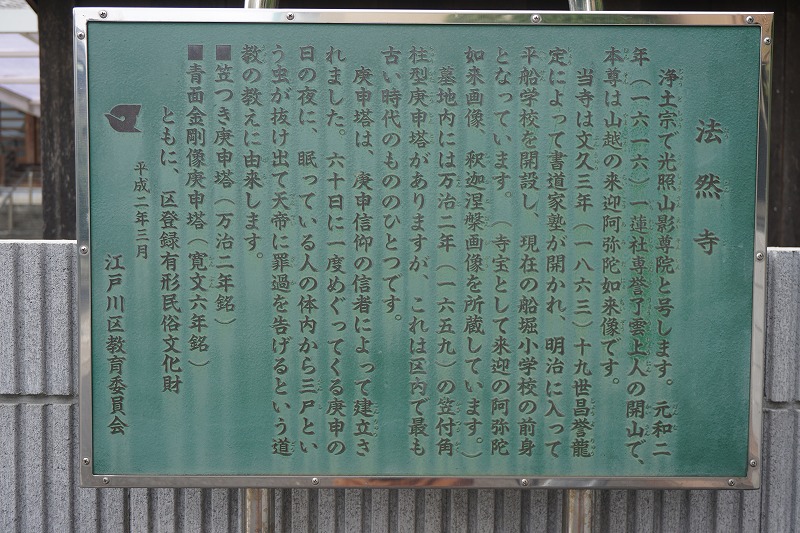 法然寺
浄土宗で光照山影尊院と号します。元和二
年（一六一六）一蓮社専誉了雲上人の開山で、
本尊は山越の来迎阿弥陀如来像です。
当寺は文久三年（一八六三）十九世昌誉龍
定によって書道家塾が開かれ、明治に入って
平船学校を開設し、現在の船堀小学校の前身
となっています。（寺宝として来迎の阿弥陀
如来画像、釈迦涅槃画像を所蔵しています。）
墓地内には万治二年（一六五九）の笠付角
柱型庚申塔がありますが、これは区内で最も
古い時代のもののひとつです。
庚申塔は、庚申信仰の信者によって建立さ
れました。六十日に一度めぐってくる庚申の
日の夜に、眠っている人の体内から三尸とい
う虫が抜け出て天帝に罪過を告げるという道
教の教えに由来します。
■笠つき庚申塔（万治二年銘）
■青面金剛像庚申塔（寛文六年銘）
ともに、区登録有形民俗文化財
平成二年三月
江戸川区教育委員会